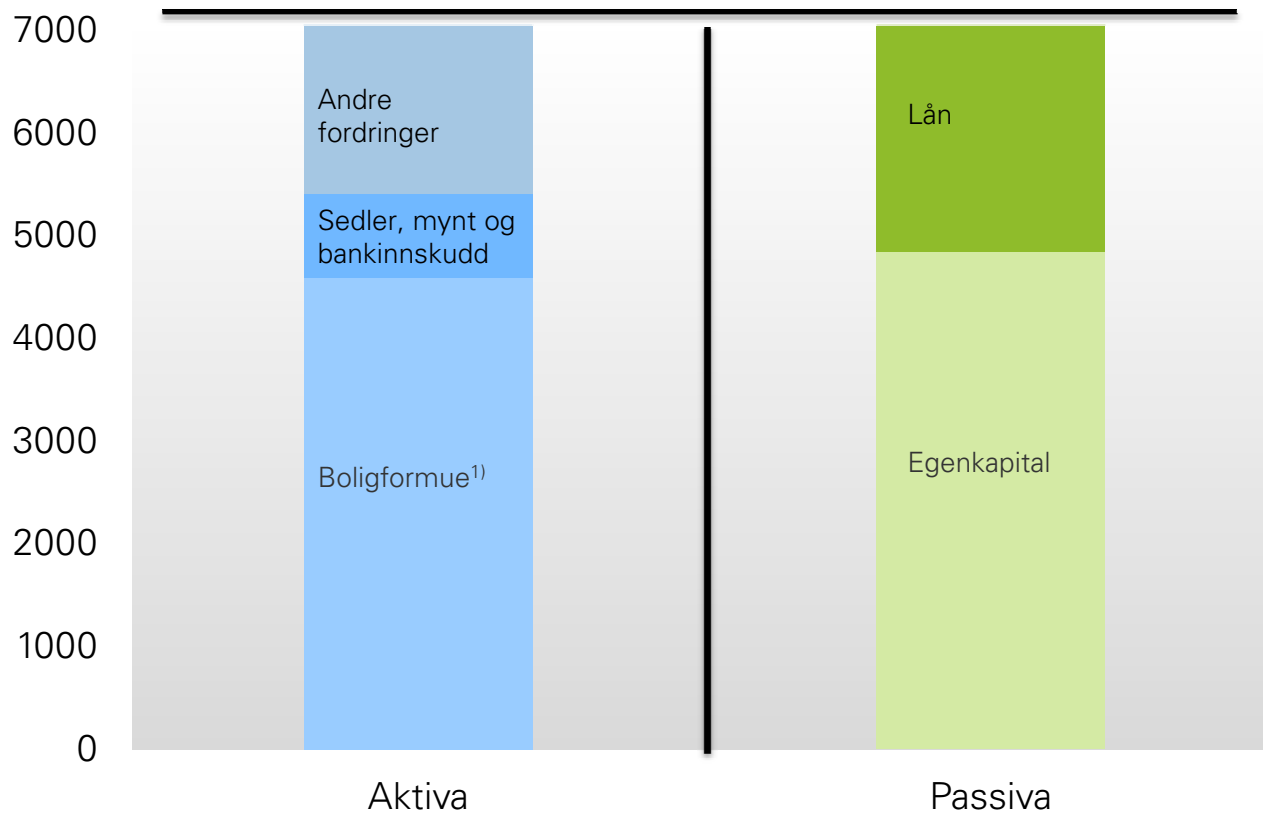 7000
6000
5000
4000
3000
2000
1000
0
Andre
fordringer
Sedler, mynt og
bankinnskudd
Boligformue¹⁾
Lån
Egenkapital
Aktiva
Passiva